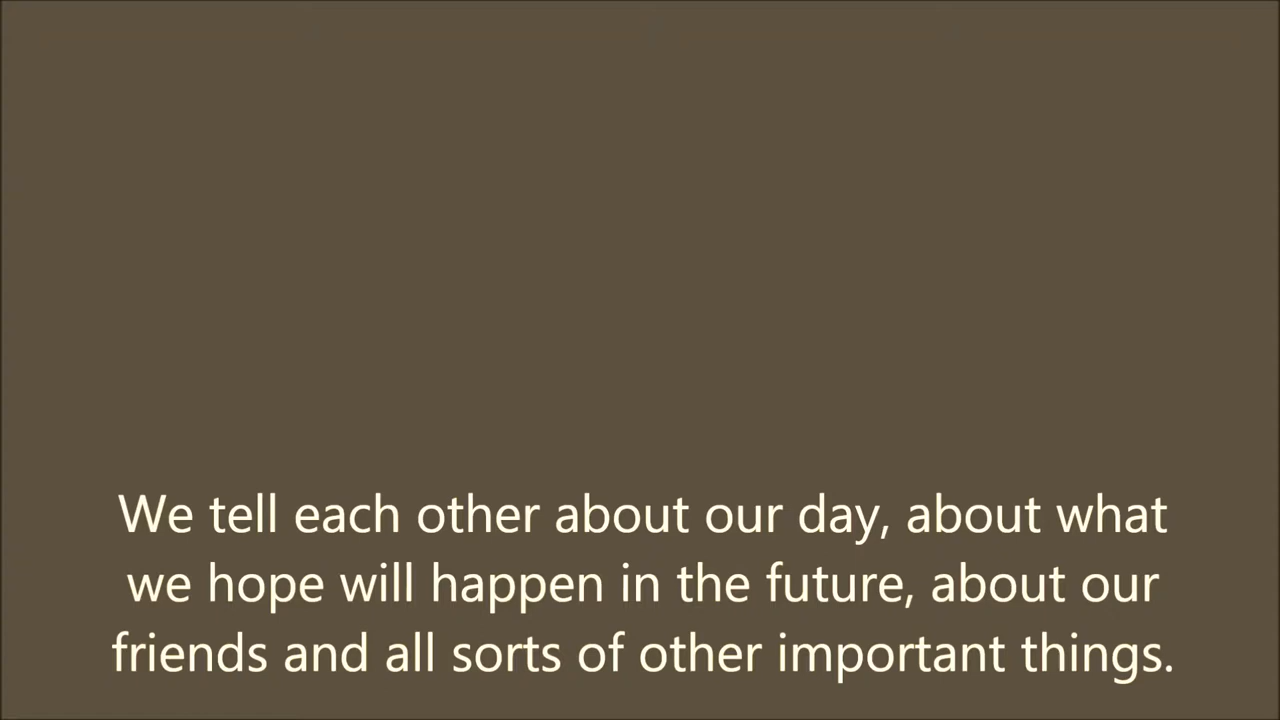 We tell each other about our day, about what
we hope will happen in the future, about our
friends and all sorts of other important things.